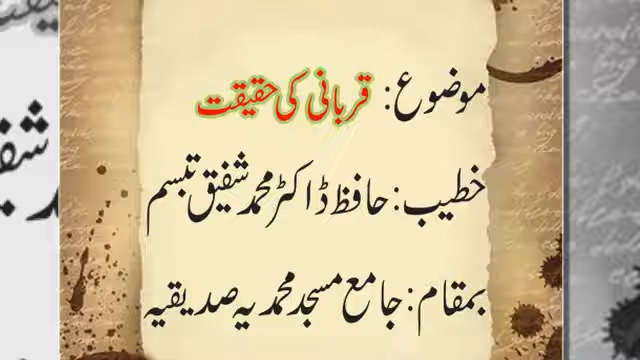 موضوع: قربانی کی حقیقت
خطیب: حافظ ڈاکٹر محمد شفیق تبسم
بمقام: جامع مسجد محمدیہ صدیقیہ